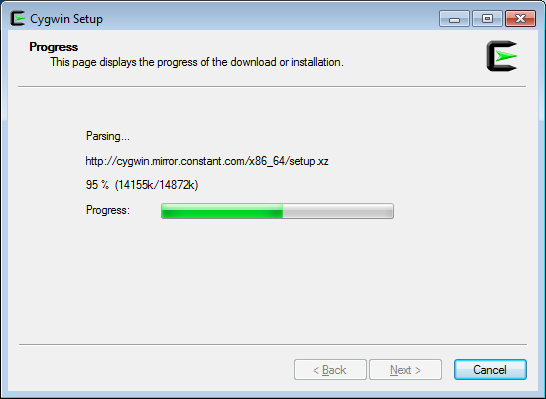 Cygwin Setup
Progress
This page displays the progress of the download or installation.
Parsing...
http://cygwin.mirror.constant.com/x86_64/setup.xz
95 % (14155k/14872k)
Progress:
< Back
Next >
Cancel